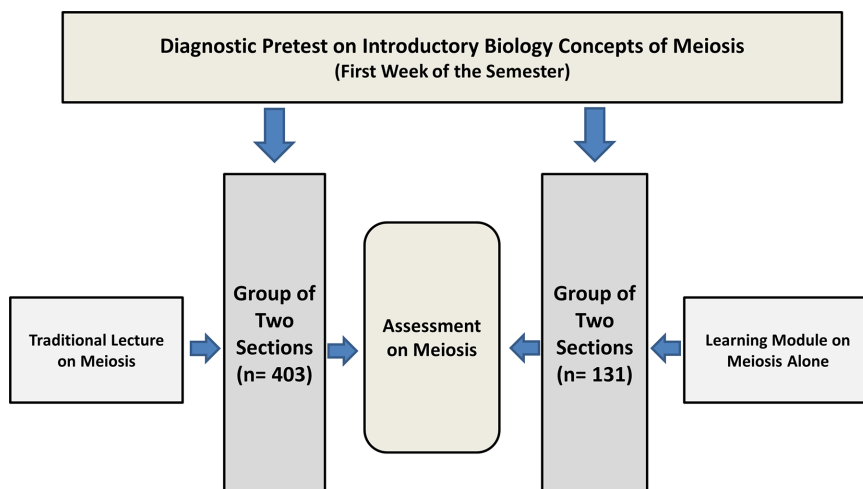 Diagnostic Pretest on Introductory Biology Concepts of Meiosis
(First Week of the Semester)
Traditional Lecture
on Meiosis
Group of
Two
Sections
(n= 403)
Assessment
on Meiosis
Group of
Two
Sections
(n= 131)
Learning Module on
Meiosis Alone